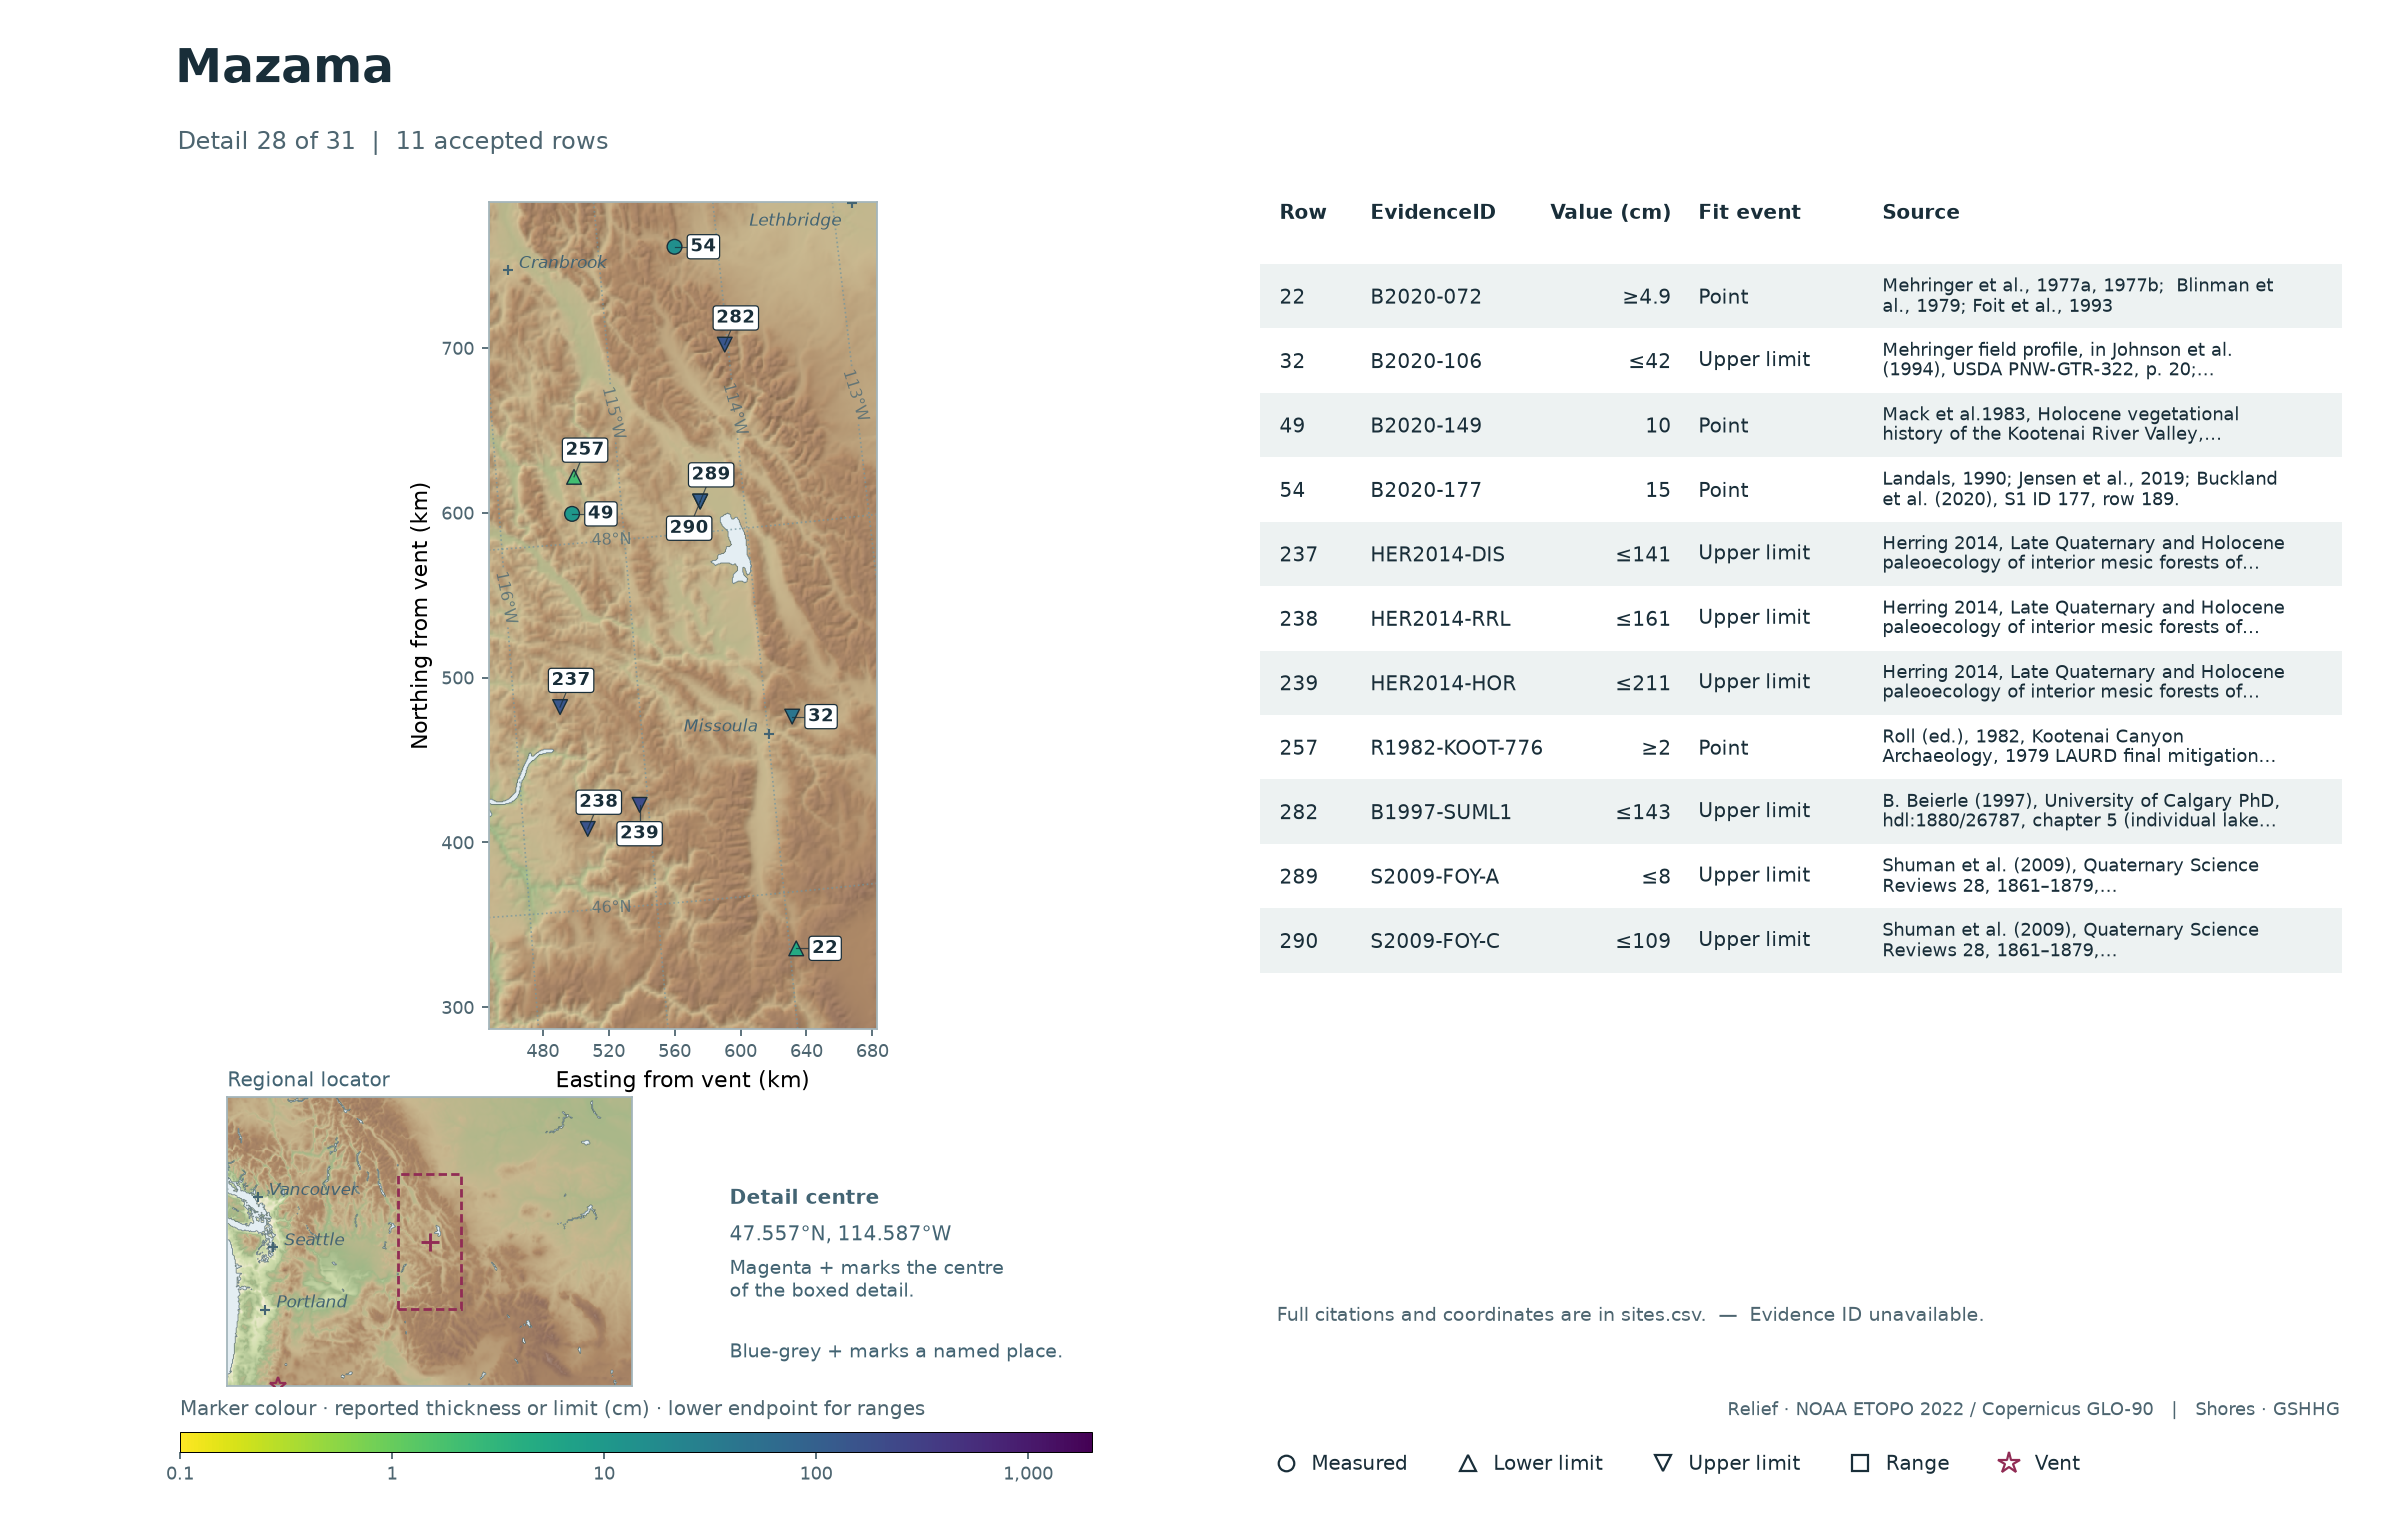 Mazama
Detail 28 of 31 | 11 accepted rows
Lethbridge
54
Cranbrook
282
700
115°W
114°W
113°W
257
289
600
49
290
48°N
116°W
Northing from vent (km)
500
237
32
Missoula
238
239
400
46°N
22
300
480 520 560 600 640 680
Easting from vent (km)
Regional locator
Vancouver
Seattle
Portland
Detail centre
47.557°N, 114.587°W
Magenta + marks the centre
of the boxed detail.
Blue-grey + marks a named place.
Marker colour · reported thickness or limit (cm) · lower endpoint for ranges
0.1 1 10 100 1,000
Row EvidenceID Value (cm) Fit event Source
22 B2020-072 ≥4.9 Point Mehringer et al., 1977a, 1977b;  Blinman et
al., 1979; Foit et al., 1993
32 B2020-106 ≤42 Upper limit Mehringer field profile, in Johnson et al.
(1994), USDA PNW-GTR-322, p. 20;…
49 B2020-149 10 Point Mack et al.1983, Holocene vegetational
history of the Kootenai River Valley,…
54 B2020-177 15 Point Landals, 1990; Jensen et al., 2019; Buckland
et al. (2020), S1 ID 177, row 189.
237 HER2014-DIS ≤141 Upper limit Herring 2014, Late Quaternary and Holocene
paleoecology of interior mesic forests of…
238 HER2014-RRL ≤161 Upper limit Herring 2014, Late Quaternary and Holocene
paleoecology of interior mesic forests of…
239 HER2014-HOR ≤211 Upper limit Herring 2014, Late Quaternary and Holocene
paleoecology of interior mesic forests of…
257 R1982-KOOT-776 ≥2 Point Roll (ed.), 1982, Kootenai Canyon
Archaeology, 1979 LAURD final mitigation…
282 B1997-SUML1 ≤143 Upper limit B. Beierle (1997), University of Calgary PhD,
hdl:1880/26787, chapter 5 (individual lake…
289 S2009-FOY-A ≤8 Upper limit Shuman et al. (2009), Quaternary Science
Reviews 28, 1861–1879,…
290 S2009-FOY-C ≤109 Upper limit Shuman et al. (2009), Quaternary Science
Reviews 28, 1861–1879,…
Full citations and coordinates are in sites.csv. — Evidence ID unavailable.
Relief · NOAA ETOPO 2022 / Copernicus GLO-90 | Shores · GSHHG
Measured Lower limit Upper limit Range Vent